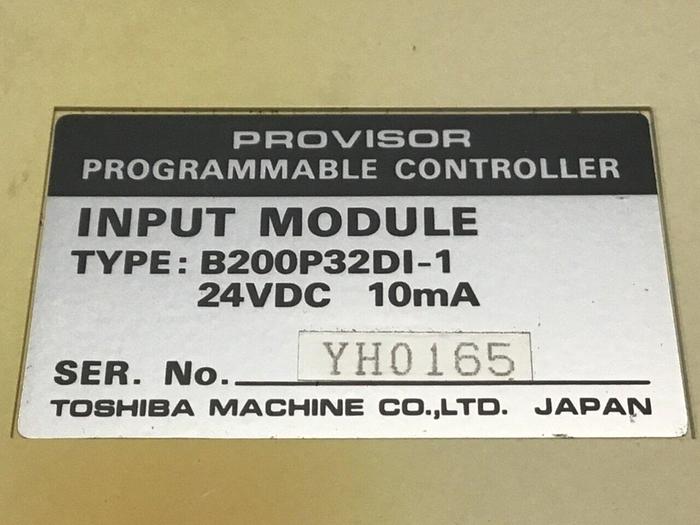 PROVISOR
PROGRAMMABLE CONTROLLER
INPUT MODULE
TYPE: B200P32DI-1
24VDC 10mA
SER. No. YH0165
TOSHIBA MACHINE CO.,LTD. JAPAN